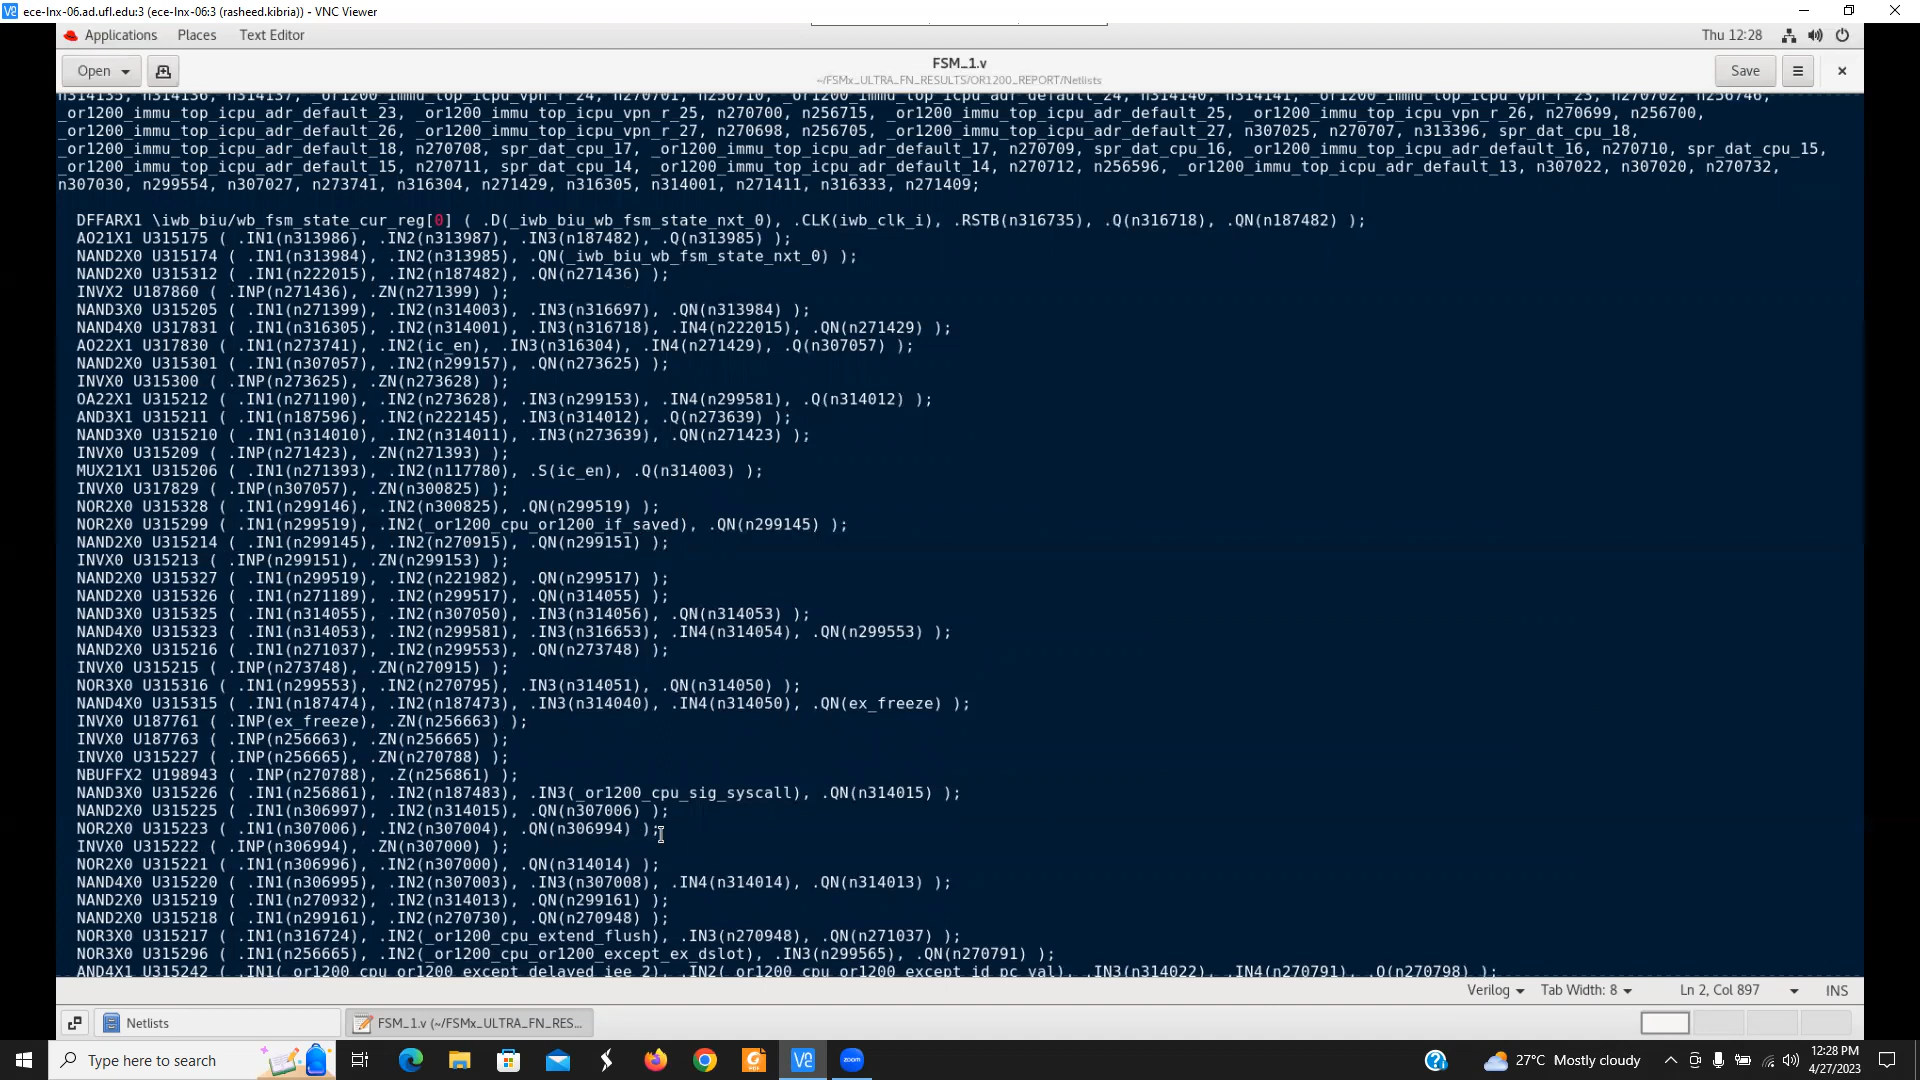 ece-lnx-06.ad.ufl.edu:3 (ece-lnx-06:3 (rasheed.kibria)) - VNC Viewer
Applications Places Text Editor Thu 12:28
Open FSM_1.v Save
~/FSMx_ULTRA_FN_RESULTS/OR1200_REPORT/Netlists
n314135, n314136, n314137, _or1200_immu_top_icpu_vpn_r_24, n270701, n256710, _or1200_immu_top_icpu_adr_default_24, n314140, n314141, _or1200_immu_top_icpu_vpn_r_23, n270702, n256746,
_or1200_immu_top_icpu_adr_default_23, _or1200_immu_top_icpu_vpn_r_25, n270700, n256715, _or1200_immu_top_icpu_adr_default_25, _or1200_immu_top_icpu_vpn_r_26, n270699, n256700,
_or1200_immu_top_icpu_adr_default_26, _or1200_immu_top_icpu_vpn_r_27, n270698, n256705, _or1200_immu_top_icpu_adr_default_27, n307025, n270707, n313396, spr_dat_cpu_18,
_or1200_immu_top_icpu_adr_default_18, n270708, spr_dat_cpu_17, _or1200_immu_top_icpu_adr_default_17, n270709, spr_dat_cpu_16, _or1200_immu_top_icpu_adr_default_16, n270710, spr_dat_cpu_15,
_or1200_immu_top_icpu_adr_default_15, n270711, spr_dat_cpu_14, _or1200_immu_top_icpu_adr_default_14, n270712, n256596, _or1200_immu_top_icpu_adr_default_13, n307022, n307020, n270732,
n307030, n299554, n307027, n273741, n316304, n271429, n316305, n314001, n271411, n316333, n271409;
DFFARX1 \iwb_biu/wb_fsm_state_cur_reg[0] ( .D(_iwb_biu_wb_fsm_state_nxt_0), .CLK(iwb_clk_i), .RSTB(n316735), .Q(n316718), .QN(n187482) );
AO21X1 U315175 ( .IN1(n313986), .IN2(n313987), .IN3(n187482), .Q(n313985) );
NAND2X0 U315174 ( .IN1(n313984), .IN2(n313985), .QN(_iwb_biu_wb_fsm_state_nxt_0) );
NAND2X0 U315312 ( .IN1(n222015), .IN2(n187482), .QN(n271436) );
INVX2 U187860 ( .INP(n271436), .ZN(n271399) );
NAND3X0 U315205 ( .IN1(n271399), .IN2(n314003), .IN3(n316697), .QN(n313984) );
NAND4X0 U317831 ( .IN1(n316305), .IN2(n314001), .IN3(n316718), .IN4(n222015), .QN(n271429) );
AO22X1 U317830 ( .IN1(n273741), .IN2(ic_en), .IN3(n316304), .IN4(n271429), .Q(n307057) );
NAND2X0 U315301 ( .IN1(n307057), .IN2(n299157), .QN(n273625) );
INVX0 U315300 ( .INP(n273625), .ZN(n273628) );
OA22X1 U315212 ( .IN1(n271190), .IN2(n273628), .IN3(n299153), .IN4(n299581), .Q(n314012) );
AND3X1 U315211 ( .IN1(n187596), .IN2(n222145), .IN3(n314012), .Q(n273639) );
NAND3X0 U315210 ( .IN1(n314010), .IN2(n314011), .IN3(n273639), .QN(n271423) );
INVX0 U315209 ( .INP(n271423), .ZN(n271393) );
MUX21X1 U315206 ( .IN1(n271393), .IN2(n117780), .S(ic_en), .Q(n314003) );
INVX0 U317829 ( .INP(n307057), .ZN(n300825) );
NOR2X0 U315328 ( .IN1(n299146), .IN2(n300825), .QN(n299519) );
NOR2X0 U315299 ( .IN1(n299519), .IN2(_or1200_cpu_or1200_if_saved), .QN(n299145) );
NAND2X0 U315214 ( .IN1(n299145), .IN2(n270915), .QN(n299151) );
INVX0 U315213 ( .INP(n299151), .ZN(n299153) );
NAND2X0 U315327 ( .IN1(n299519), .IN2(n221982), .QN(n299517) );
NAND2X0 U315326 ( .IN1(n271189), .IN2(n299517), .QN(n314055) );
NAND3X0 U315325 ( .IN1(n314055), .IN2(n307050), .IN3(n314056), .QN(n314053) );
NAND4X0 U315323 ( .IN1(n314053), .IN2(n299581), .IN3(n316653), .IN4(n314054), .QN(n299553) );
NAND2X0 U315216 ( .IN1(n271037), .IN2(n299553), .QN(n273748) );
INVX0 U315215 ( .INP(n273748), .ZN(n270915) );
NOR3X0 U315316 ( .IN1(n299553), .IN2(n270795), .IN3(n314051), .QN(n314050) );
NAND4X0 U315315 ( .IN1(n187474), .IN2(n187473), .IN3(n314040), .IN4(n314050), .QN(ex_freeze) );
INVX0 U187761 ( .INP(ex_freeze), .ZN(n256663) );
INVX0 U187763 ( .INP(n256663), .ZN(n256665) );
INVX0 U315227 ( .INP(n256665), .ZN(n270788) );
NBUFFX2 U198943 ( .INP(n270788), .Z(n256861) );
NAND3X0 U315226 ( .IN1(n256861), .IN2(n187483), .IN3(_or1200_cpu_sig_syscall), .QN(n314015) );
NAND2X0 U315225 ( .IN1(n306997), .IN2(n314015), .QN(n307006) );
NOR2X0 U315223 ( .IN1(n307006), .IN2(n307004), .QN(n306994) );
INVX0 U315222 ( .INP(n306994), .ZN(n307000) );
NOR2X0 U315221 ( .IN1(n306996), .IN2(n307000), .QN(n314014) );
NAND4X0 U315220 ( .IN1(n306995), .IN2(n307003), .IN3(n307008), .IN4(n314014), .QN(n314013) );
NAND2X0 U315219 ( .IN1(n270932), .IN2(n314013), .QN(n299161) );
NAND2X0 U315218 ( .IN1(n299161), .IN2(n270730), .QN(n270948) );
NOR3X0 U315217 ( .IN1(n316724), .IN2(_or1200_cpu_extend_flush), .IN3(n270948), .QN(n271037) );
NOR3X0 U315296 ( .IN1(n256665), .IN2(_or1200_cpu_or1200_except_ex_dslot), .IN3(n299565), .QN(n270791) );
AND4X1 U315242 ( .IN1(_or1200_cpu_or1200_except_delayed_iee_2), .IN2(_or1200_cpu_or1200_except_id_pc_val), .IN3(n314022), .IN4(n270791), .Q(n270798) );
Verilog Tab Width: 8 Ln 2, Col 897 INS
Netlists FSM_1.v (~/FSMx_ULTRA_FN_RES...
Type here to search 27°C Mostly cloudy 12:28 PM
4/27/2023